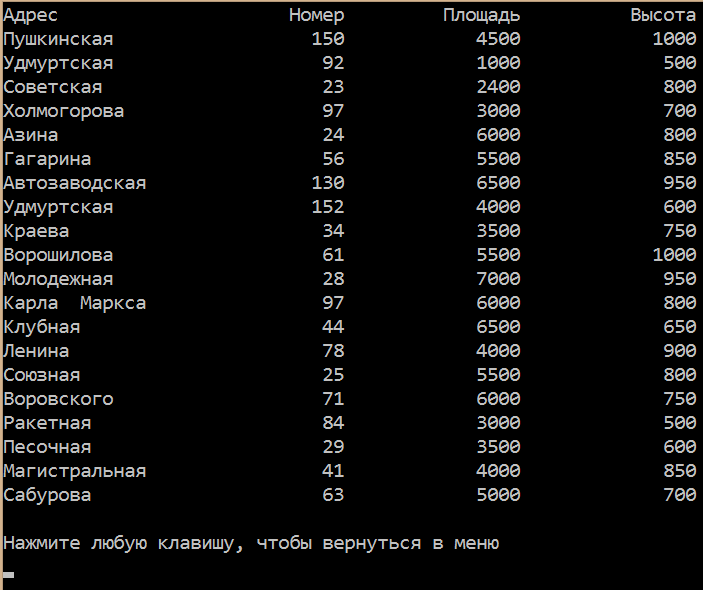 Адрес Номер Площадь Высота
Пушкинская 150 4500 1000
Удмуртская 92 1000 500
Советская 23 2400 800
Холмогорова 97 3000 700
Азина 24 6000 800
Гагарина 56 5500 850
Автозаводская 130 6500 950
Удмуртская 152 4000 600
Краева 34 3500 750
Ворошилова 61 5500 1000
Молодежная 28 7000 950
Карла  Маркса 97 6000 800
Клубная 44 6500 650
Ленина 78 4000 900
Союзная 25 5500 800
Воровского 71 6000 750
Ракетная 84 3000 500
Песочная 29 3500 600
Магистральная 41 4000 850
Сабурова 63 5000 700
Нажмите любую клавишу, чтобы вернуться в меню